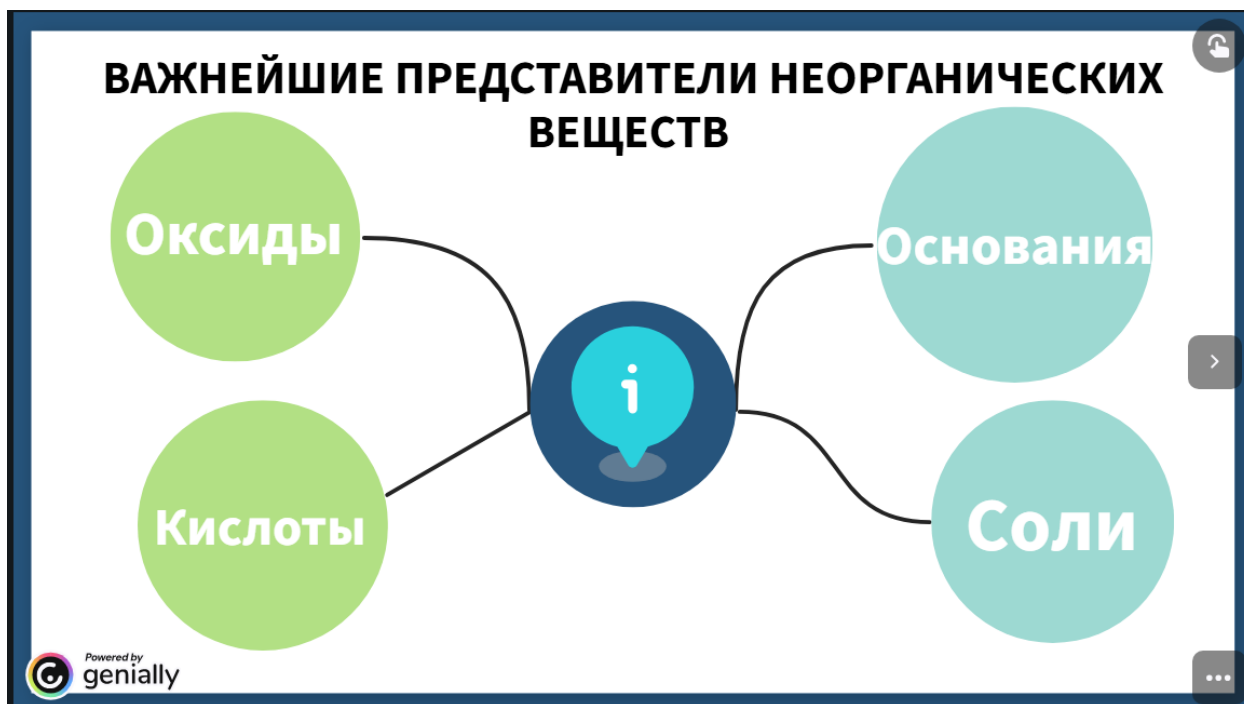 ВАЖНЕЙШИЕ ПРЕДСТАВИТЕЛИ НЕОРГАНИЧЕСКИХ
ВЕЩЕСТВ
Оксиды
Основания
i
Кислоты
Соли
Powered by
genially